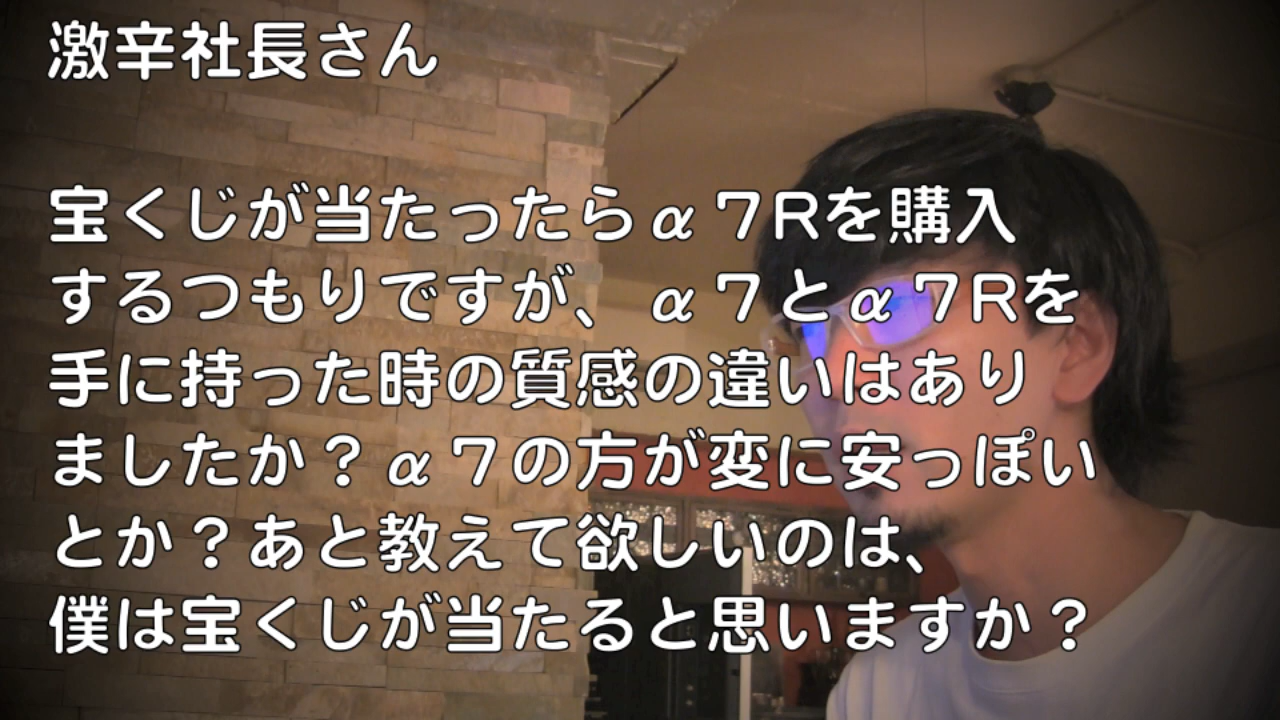 激辛社長さん
宝くじが当たったらα７Rを購入
するつもりですが、α７とα７Rを
手に持った時の質感の違いはあり
ましたか？α７の方が変に安っぽい
とか？あと教えて欲しいのは、
僕は宝くじが当たると思いますか？